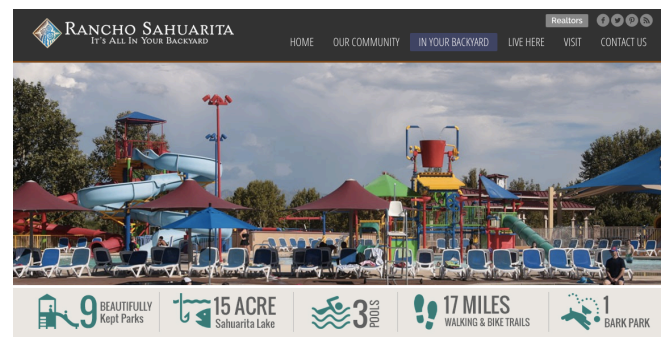 Realtors
RANCHO SAHUARITA
IT'S ALL IN YOUR BACKYARD
HOME OUR COMMUNITY IN YOUR BACKYARD LIVE HERE VISIT CONTACT US
9 BEAUTIFULLY
Kept Parks
15 ACRE
Sahuarita Lake
3 POOLS
17 MILES
WALKING & BIKE TRAILS
1
BARK PARK